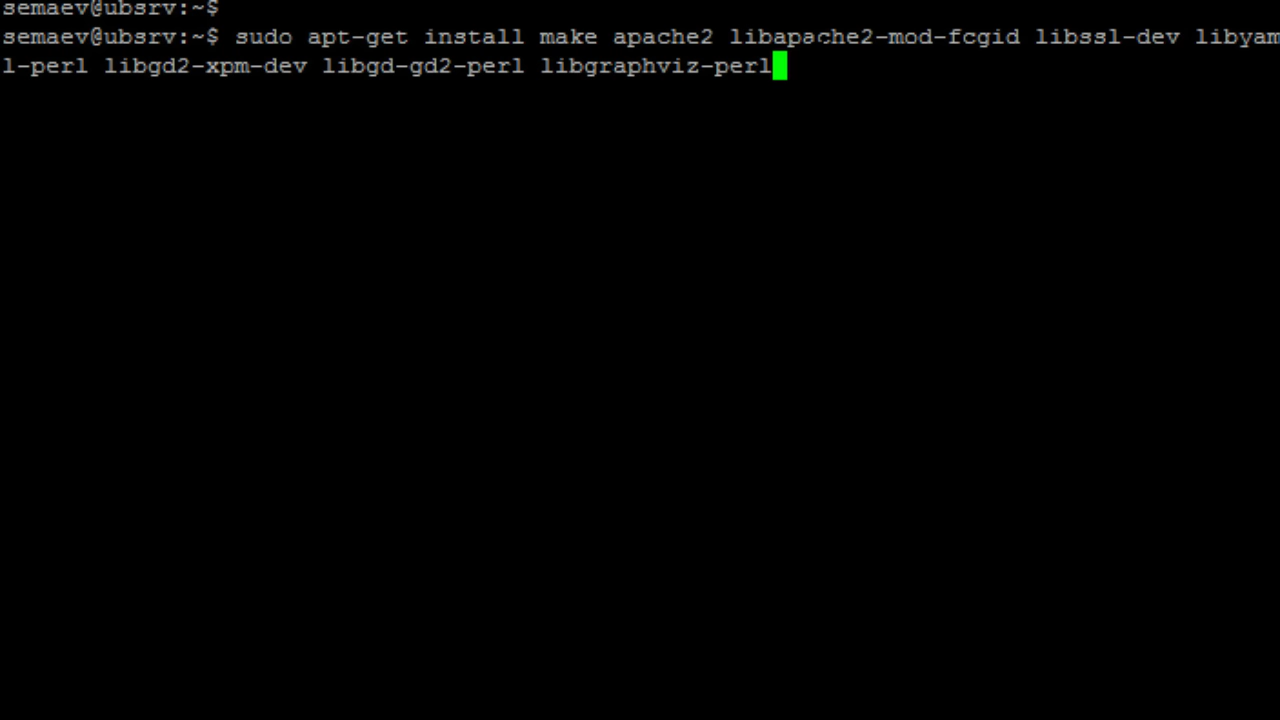 semaev@ubsrv:~$
semaev@ubsrv:~$ sudo apt-get install make apache2 libapache2-mod-fcgid libssl-dev libyam
l-perl libgd2-xpm-dev libgd-gd2-perl libgraphviz-perl